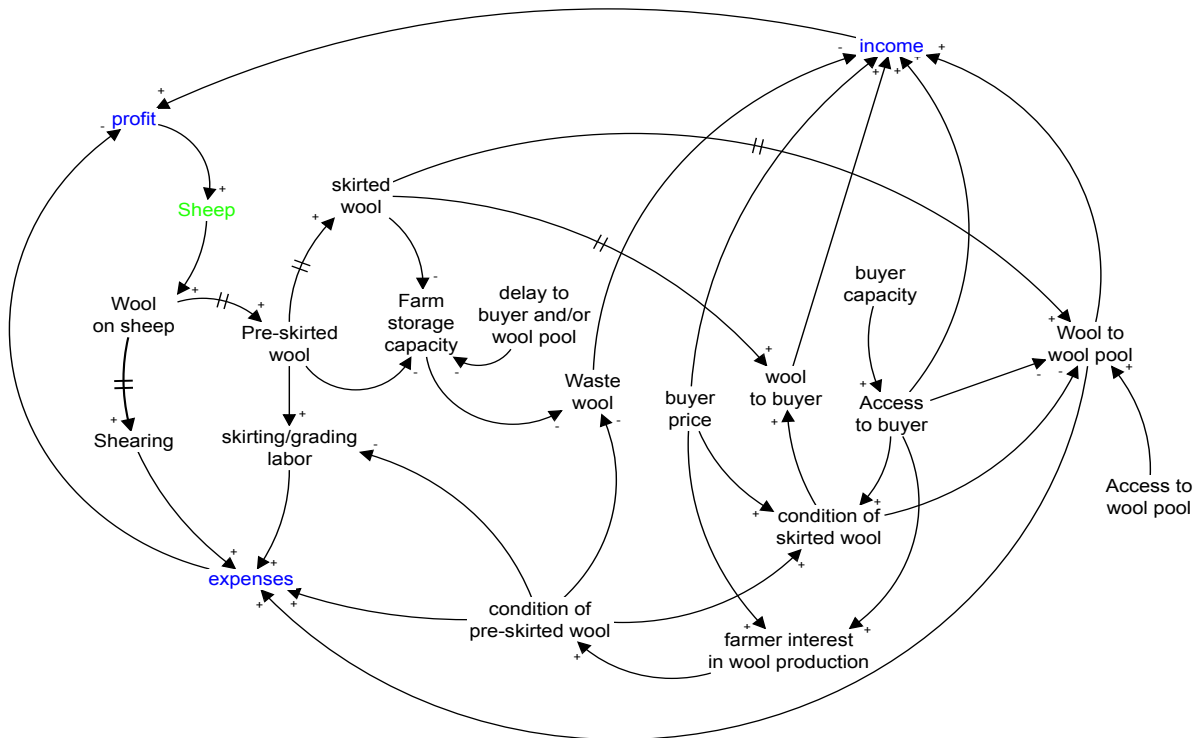 income
profit
skirted
wool
Sheep
buyer
capacity
Wool
on sheep
Pre-skirted
wool
Farm
storage
capacity
delay to
buyer and/or
wool pool
Wool to
wool pool
Waste
wool
buyer
price
wool
to buyer
Access
to buyer
Shearing
skirting/grading
labor
Access to
wool pool
condition of
skirted wool
expenses
condition of
pre-skirted wool
farmer interest
in wool production